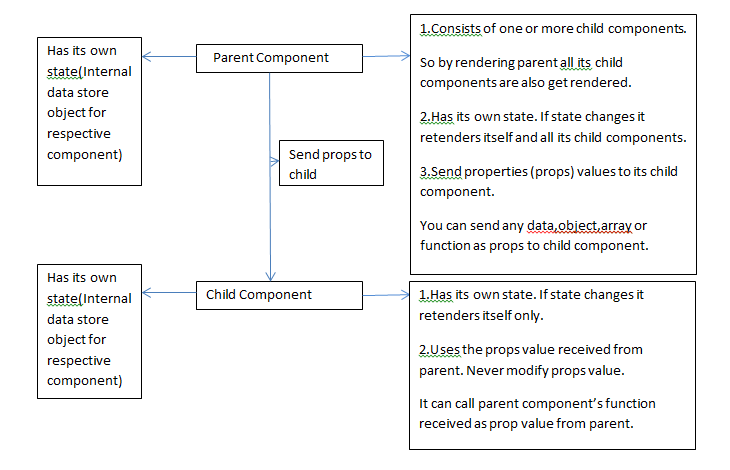 Has its own
state(Internal
data store
object for
respective
component)
Parent Component
1.Consists of one or more child components.
So by rendering parent all its child
components are also get rendered.
2.Has its own state. If state changes it
retenders itself and all its child components.
3.Send properties (props) values to its child
component.
You can send any data,object,array or
function as props to child component.
Send props to
child
Has its own
state(Internal
data store
object for
respective
component)
Child Component
1.Has its own state. If state changes it
retenders itself only.
2.Uses the props value received from
parent. Never modify props value.
It can call parent component’s function
received as prop value from parent.